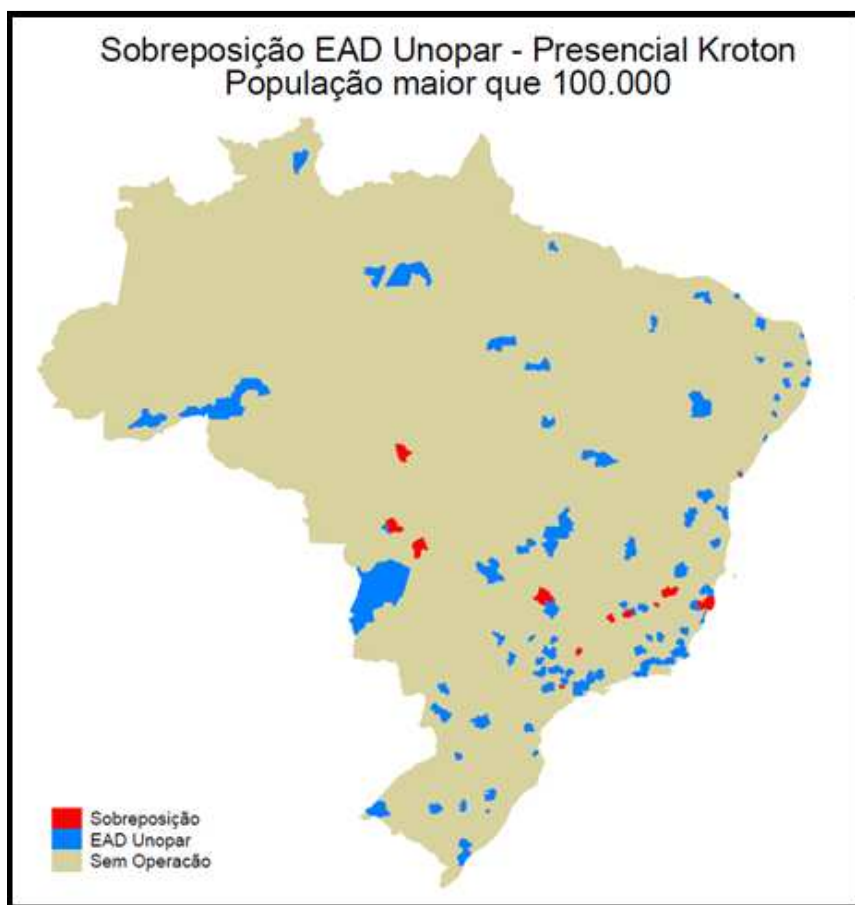 Sobreposição EAD Unopar - Presencial Kroton
População maior que 100.000
Sobreposição
EAD Unopar
Sem Operacão